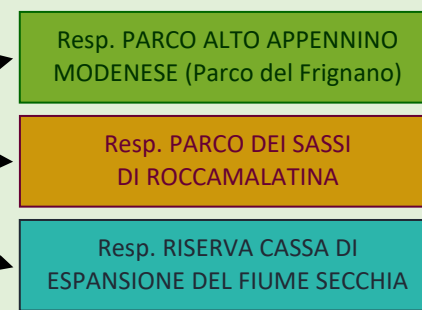 Resp. PARCO ALTO APPENNINO
MODENESE (Parco del Frignano)
Resp. PARCO DEI SASSI
DI ROCCAMALATINA
Resp. RISERVA CASSA DI
ESPANSIONE DEL FIUME SECCHIA